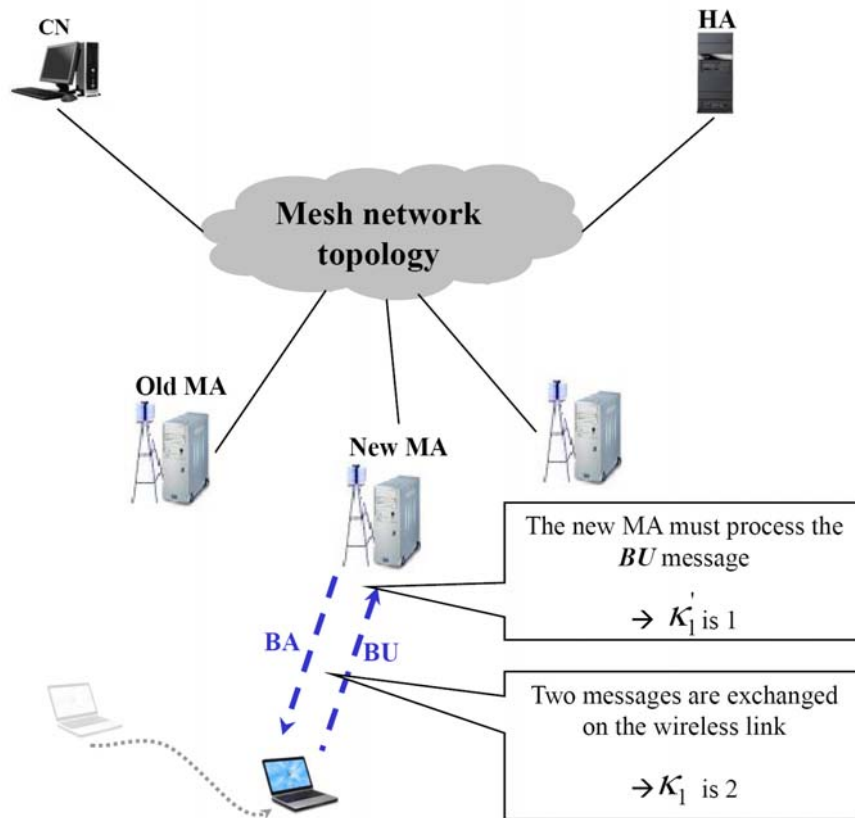 CN
HA
Mesh network
topology
Old MA
New MA
The new MA must process the
BU message
→ κ₁' is 1
BA
BU
Two messages are exchanged
on the wireless link
→ κ₁ is 2